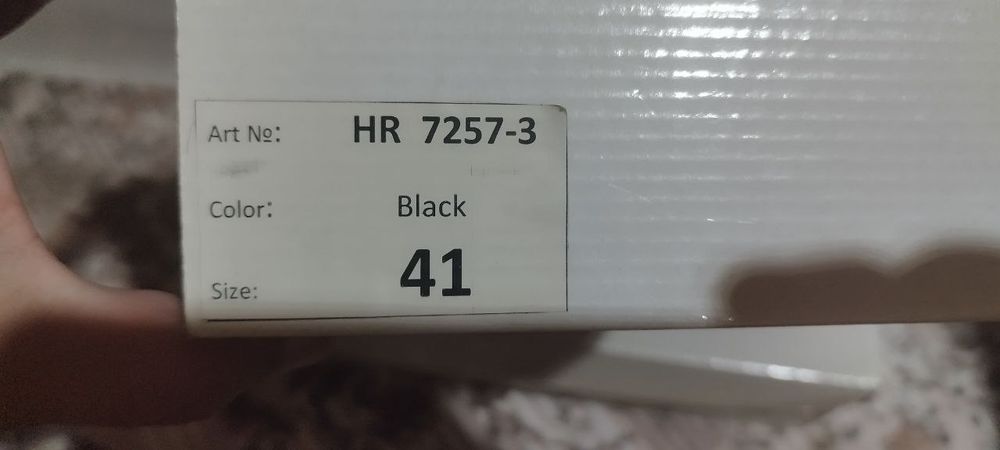 Art №: HR 7257-3
Color: Black
Size: 41